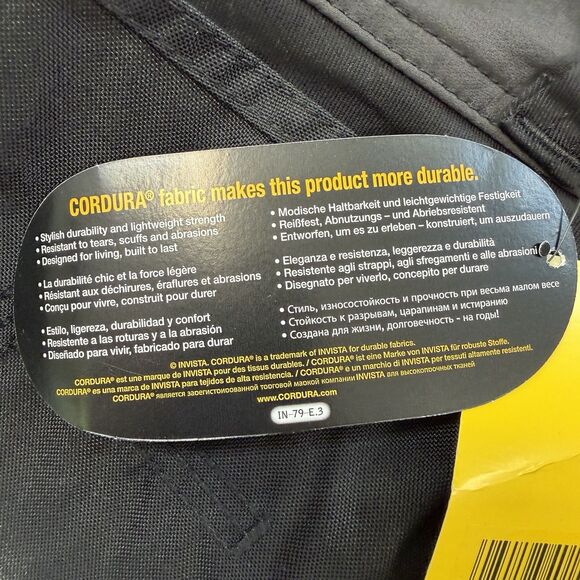 CORDURA® fabric makes this product more durable.
• Stylish durability and lightweight strength
• Resistant to tears, scuffs and abrasions
• Designed for living, built to last
• La durabilité chic et la force légère
• Résistant aux déchirures, éraflures et abrasions
• Conçu pour vivre, construit pour durer
• Estilo, ligereza, durabilidad y confort
• Resistente a las roturas y a la abrasión
• Diseñado para vivir, fabricado para durar
• Modische Haltbarkeit und leichtgewichtige Festigkeit
• Reißfest, Abnutzungs – und Abriebsresistent
• Entworfen, um es zu erleben – konstruiert, um auszudauern
• Eleganza e resistenza, leggerezza e durabilità
• Resistente agli strappi, agli sfregamenti e alle abrasioni
• Disegnato per viverlo, concepito per durare
• Стиль, износостойкость и прочность при весьма малом весе
• Стойкость к разрывам, царапинам и истиранию
• Создана для жизни, долговечность - на годы!
© INVISTA. CORDURA® is a trademark of INVISTA for durable fabrics.
CORDURA® est une marque de INVISTA pour des tissus durables. / CORDURA® ist eine Marke von INVISTA für robuste Stoffe.
CORDURA® es una marca de INVISTA para tejidos de alta resistencia. / CORDURA® e un marchio di INVISTA per tessuti altamente resistenti.
CORDURA® является зарегистрированной торговой маркой компании INVISTA для высокопрочных тканей
www.CORDURA.com
IN-79-E.3